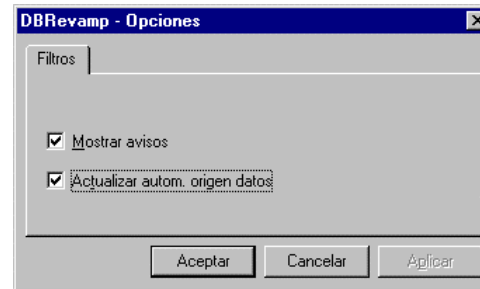 DBRevamp - Opciones
Filtros
Mostrar avisos
Actualizar autom. origen datos
Aceptar Cancelar Aplicar